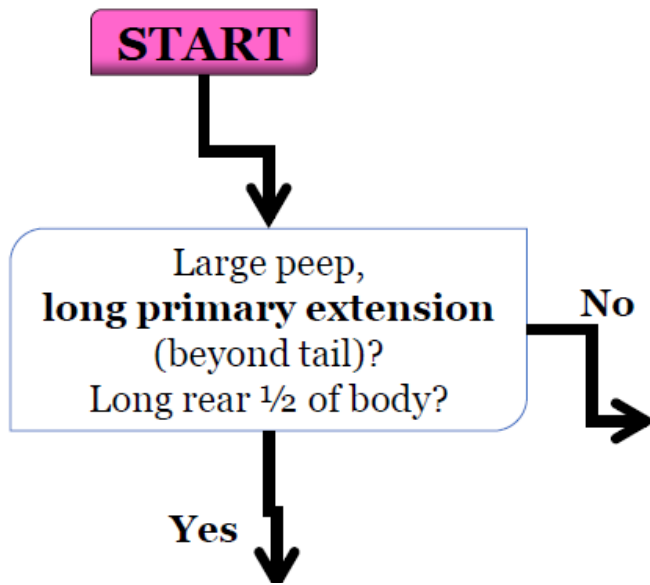 START
Large peep,
long primary extension
(beyond tail)?
Long rear ½ of body?
No
Yes